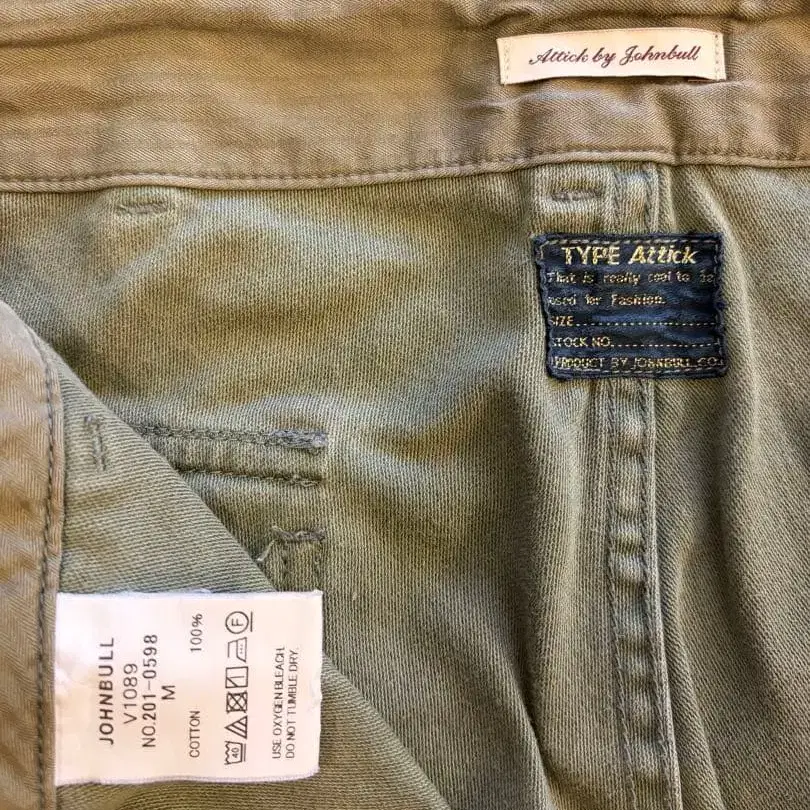 Attick by Johnbull
TYPE Attick
That is really cool to be
used for Fashion.
SIZE
STOCK NO.
PRODUCT BY JOHNBULL CO.
JOHNBULL
V1089
NO.201-0598
M
COTTON 100%
40 F
USE OXYGEN BLEACH.
DO NOT TUMBLE DRY.